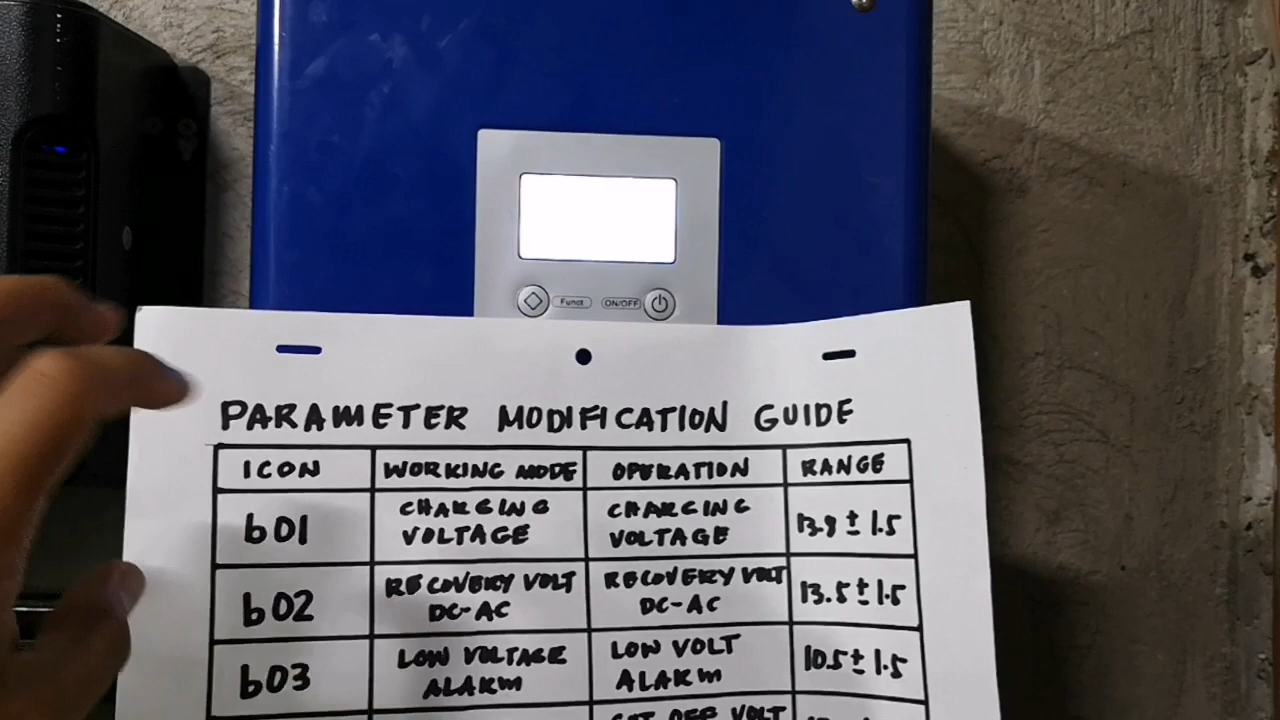 Funct ON/OFF
PARAMETER MODIFICATION GUIDE
ICON WORKING MODE OPERATION RANGE
b01 CHARGING VOLTAGE CHARGING VOLTAGE 13.8 ± 1.5
b02 RECOVERY VOLT DC-AC RECOVERY VOLT DC-AC 13.5 ± 1.5
b03 LOW VOLTAGE ALARM LOW VOLT ALARM 10.5 ± 1.5
OFF VOLT